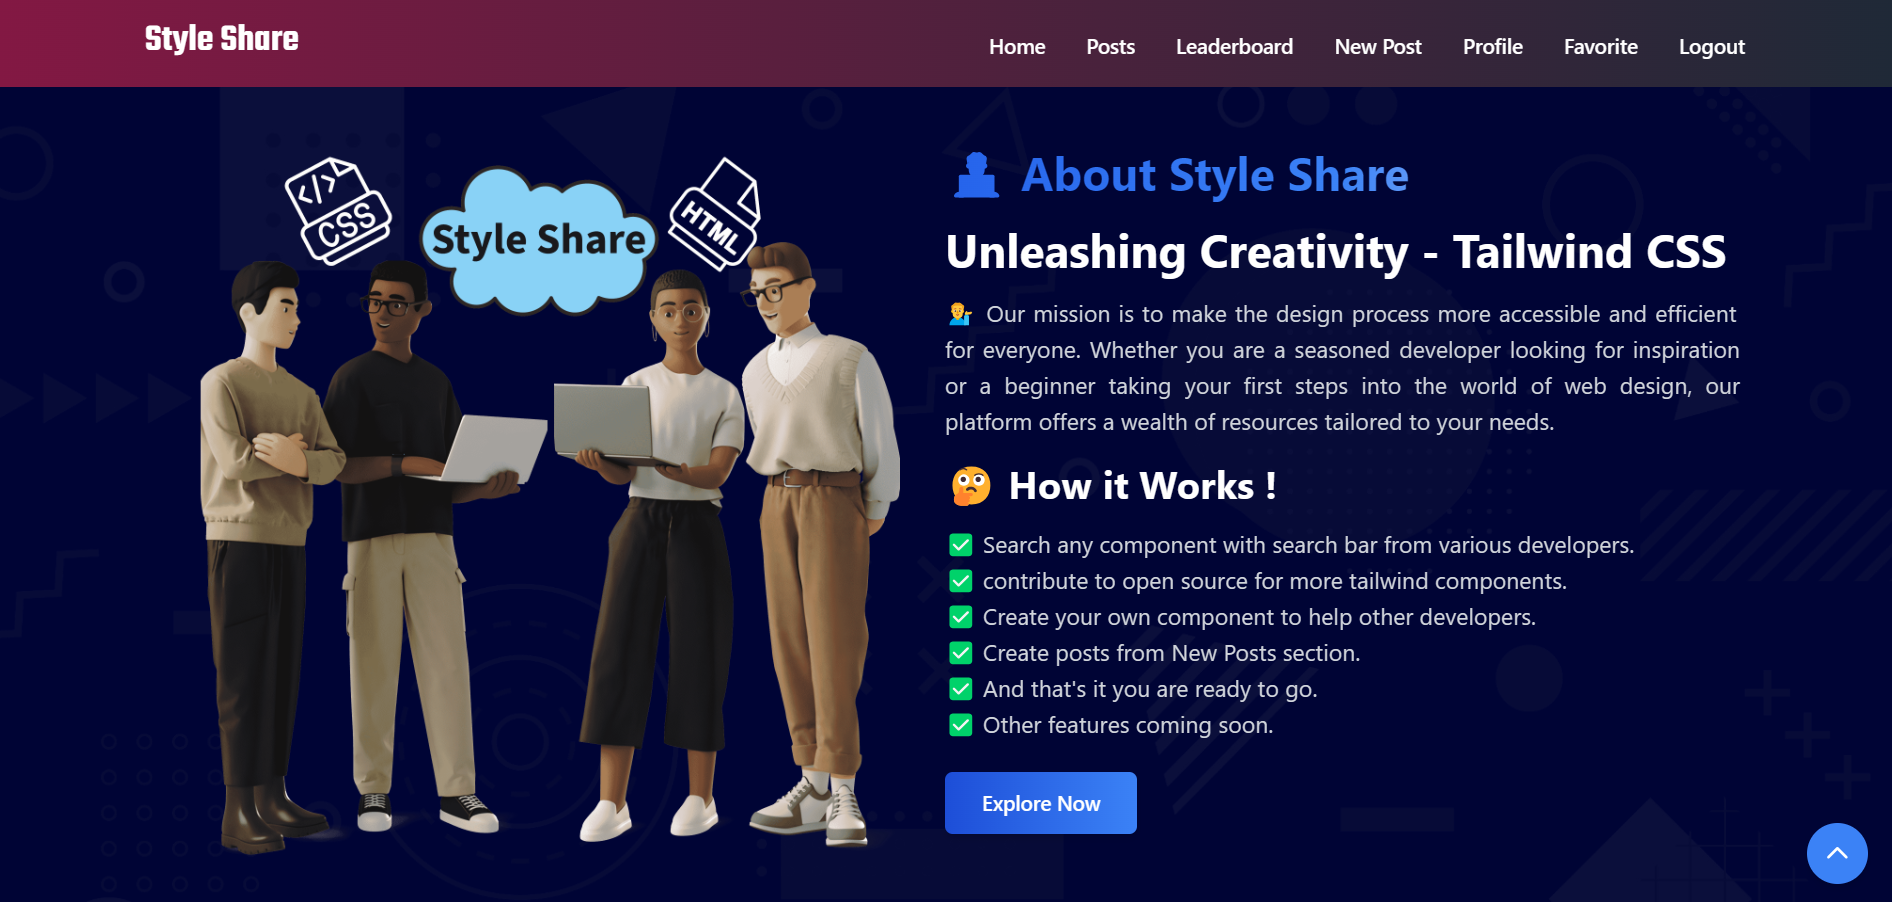 Style Share
Home Posts Leaderboard New Post Profile Favorite Logout
</> CSS
Style Share
HTML
About Style Share
Unleashing Creativity - Tailwind CSS
Our mission is to make the design process more accessible and efficient
for everyone. Whether you are a seasoned developer looking for inspiration
or a beginner taking your first steps into the world of web design, our
platform offers a wealth of resources tailored to your needs.
🤔 How it Works !
✅ Search any component with search bar from various developers.
✅ contribute to open source for more tailwind components.
✅ Create your own component to help other developers.
✅ Create posts from New Posts section.
✅ And that's it you are ready to go.
✅ Other features coming soon.
Explore Now